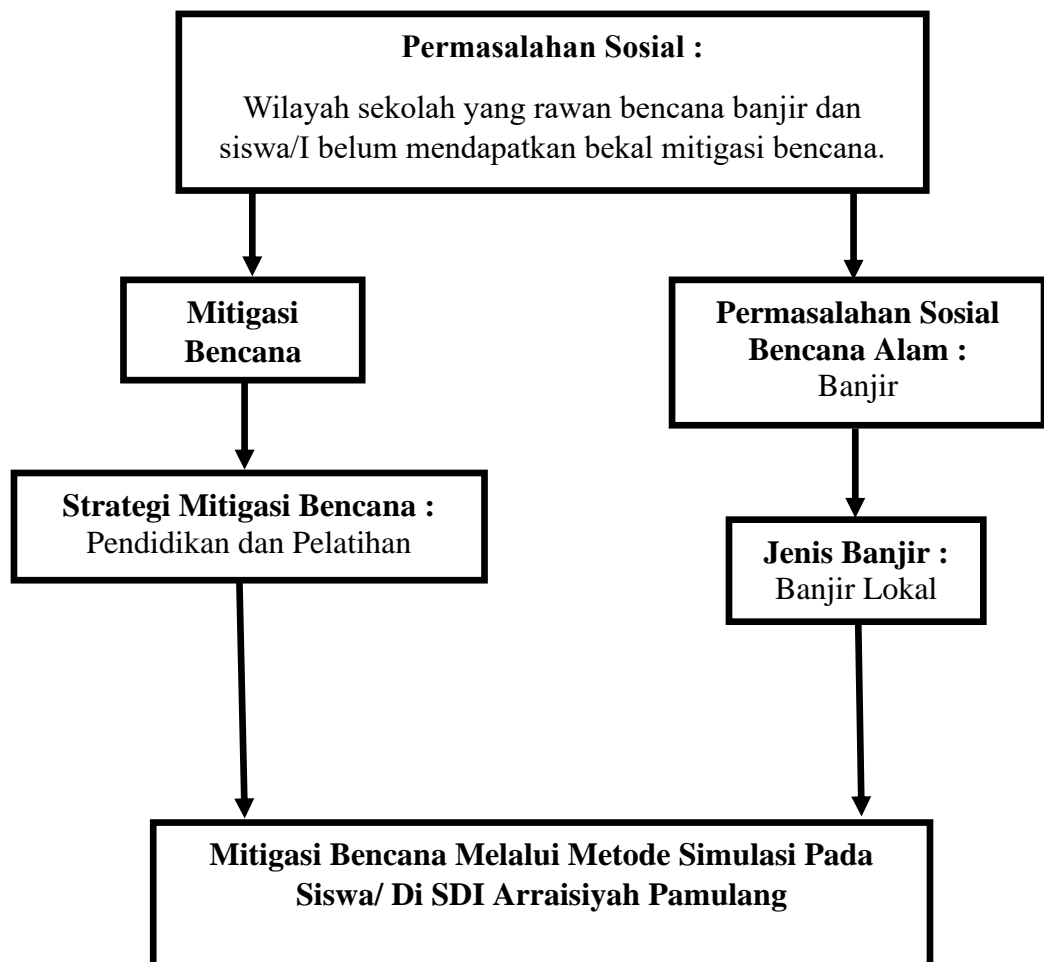 Permasalahan Sosial :
Wilayah sekolah yang rawan bencana banjir dan
siswa/I belum mendapatkan bekal mitigasi bencana.
Mitigasi
Bencana
Permasalahan Sosial
Bencana Alam :
Banjir
Strategi Mitigasi Bencana :
Pendidikan dan Pelatihan
Jenis Banjir :
Banjir Lokal
Mitigasi Bencana Melalui Metode Simulasi Pada
Siswa/ Di SDI Arraisiyah Pamulang